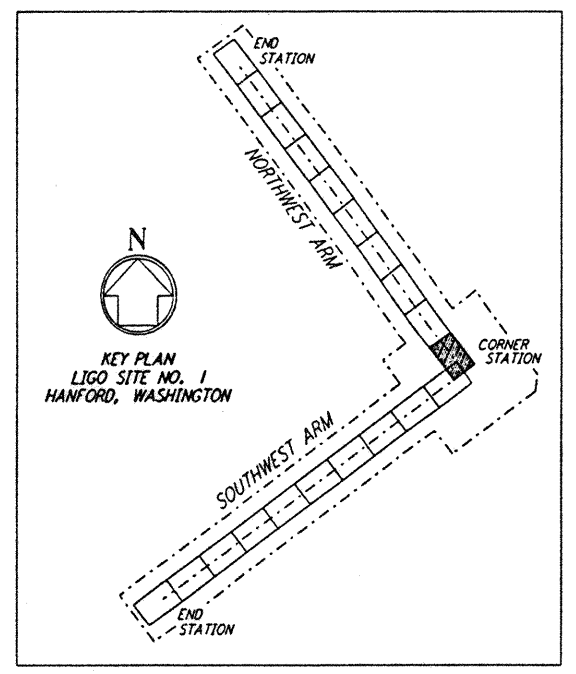 END
STATION
NORTHWEST ARM
N
KEY PLAN
LIGO SITE NO. 1
HANFORD, WASHINGTON
CORNER
STATION
SOUTHWEST ARM
END
STATION